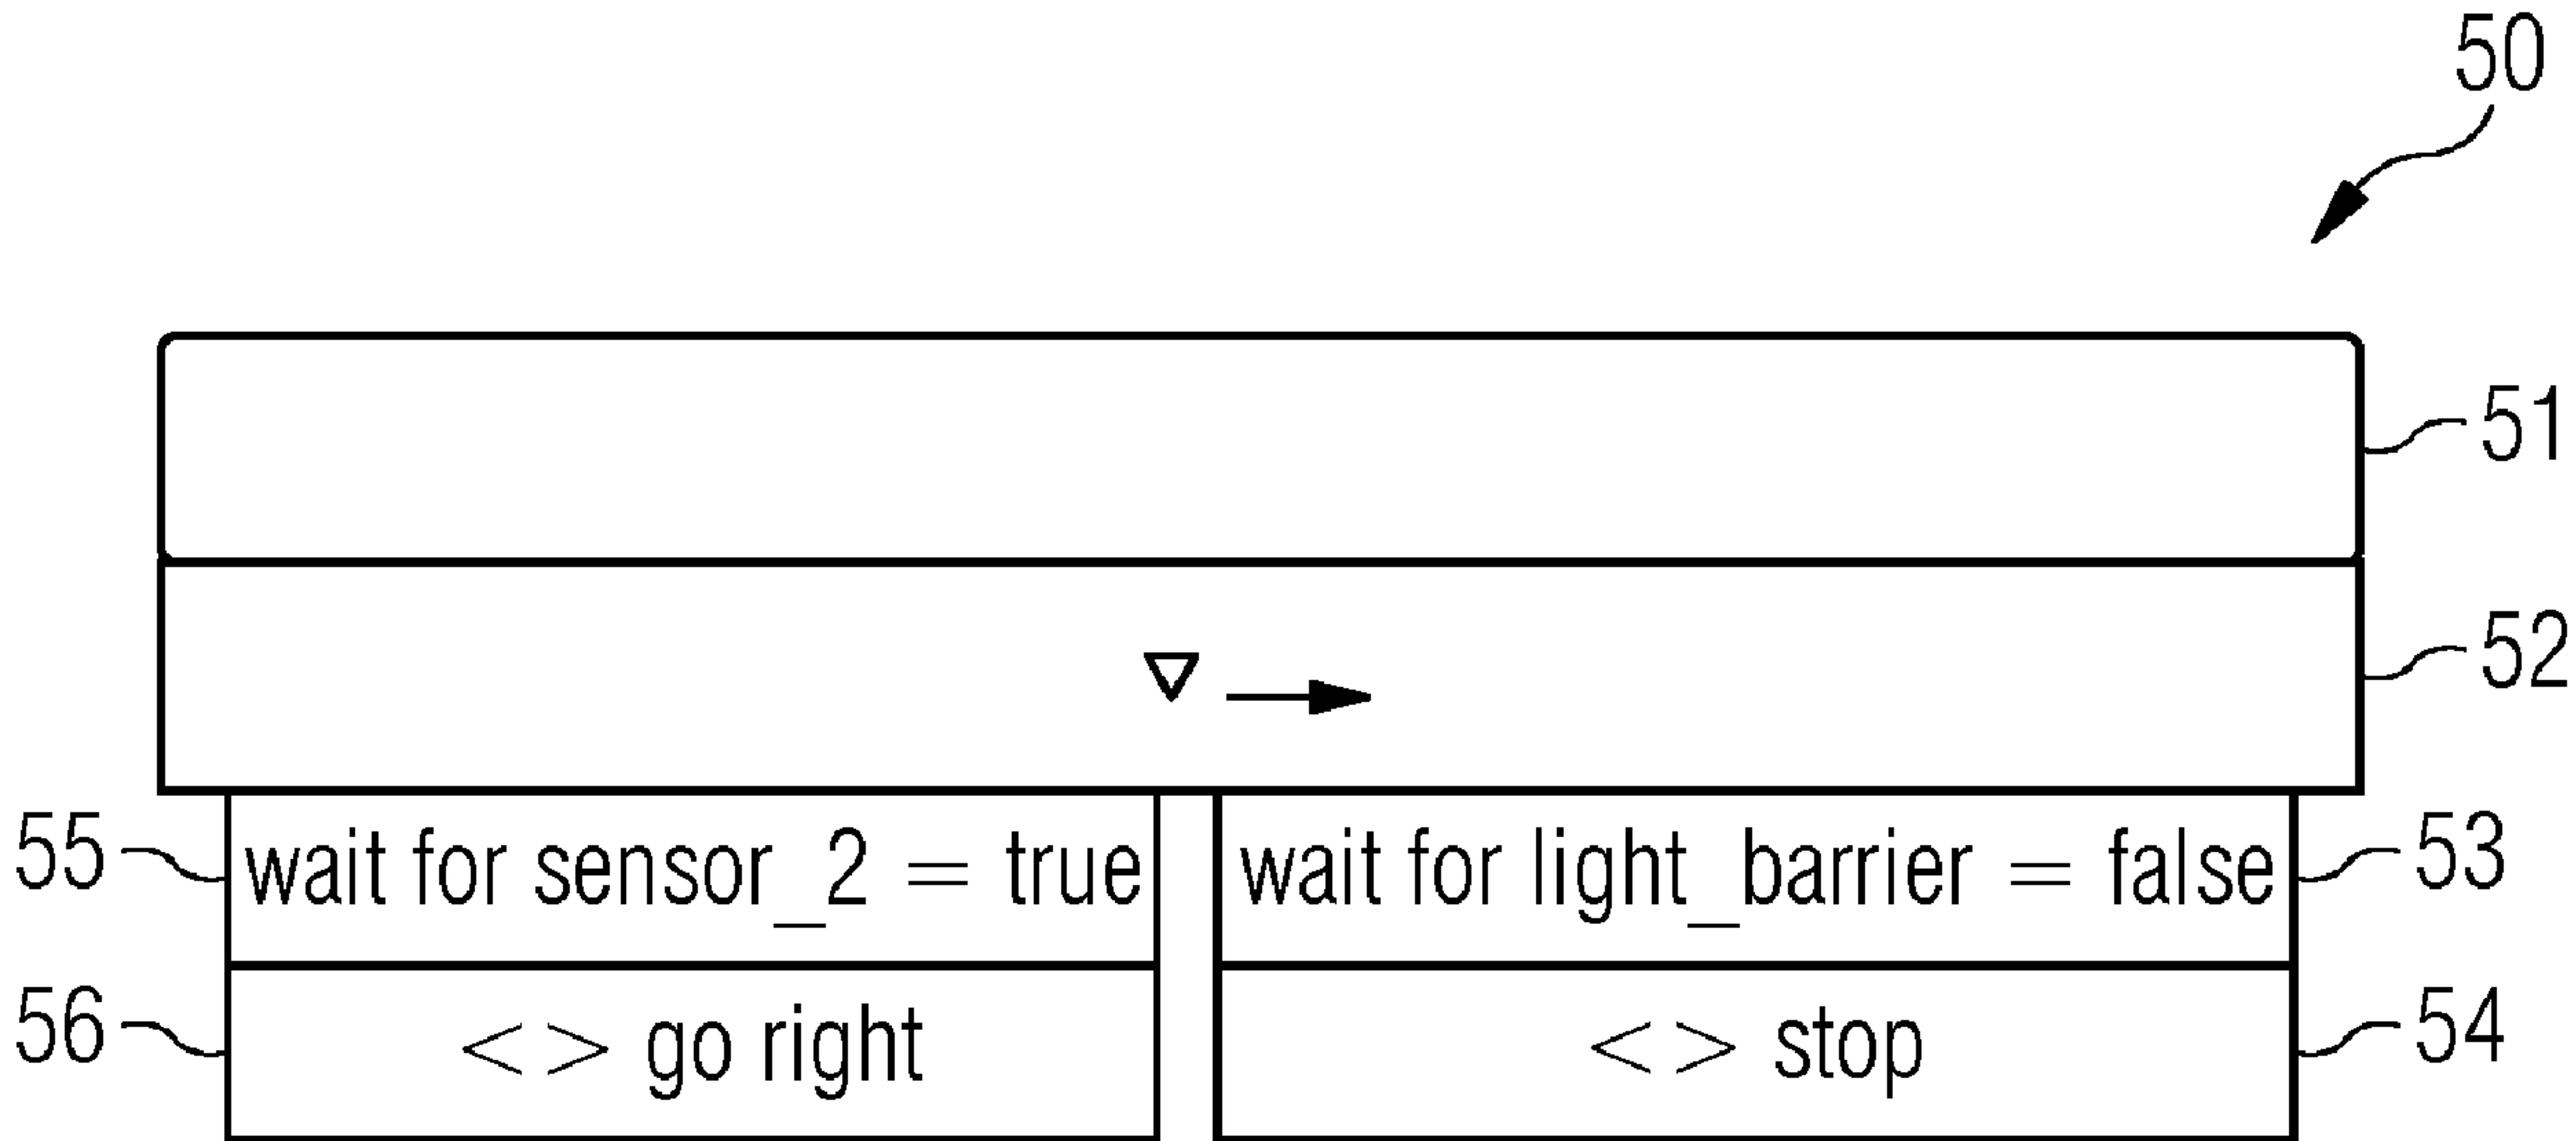 50
51
52
55 wait for sensor_2 = true wait for light_barrier = false 53
56 <> go right <> stop 54